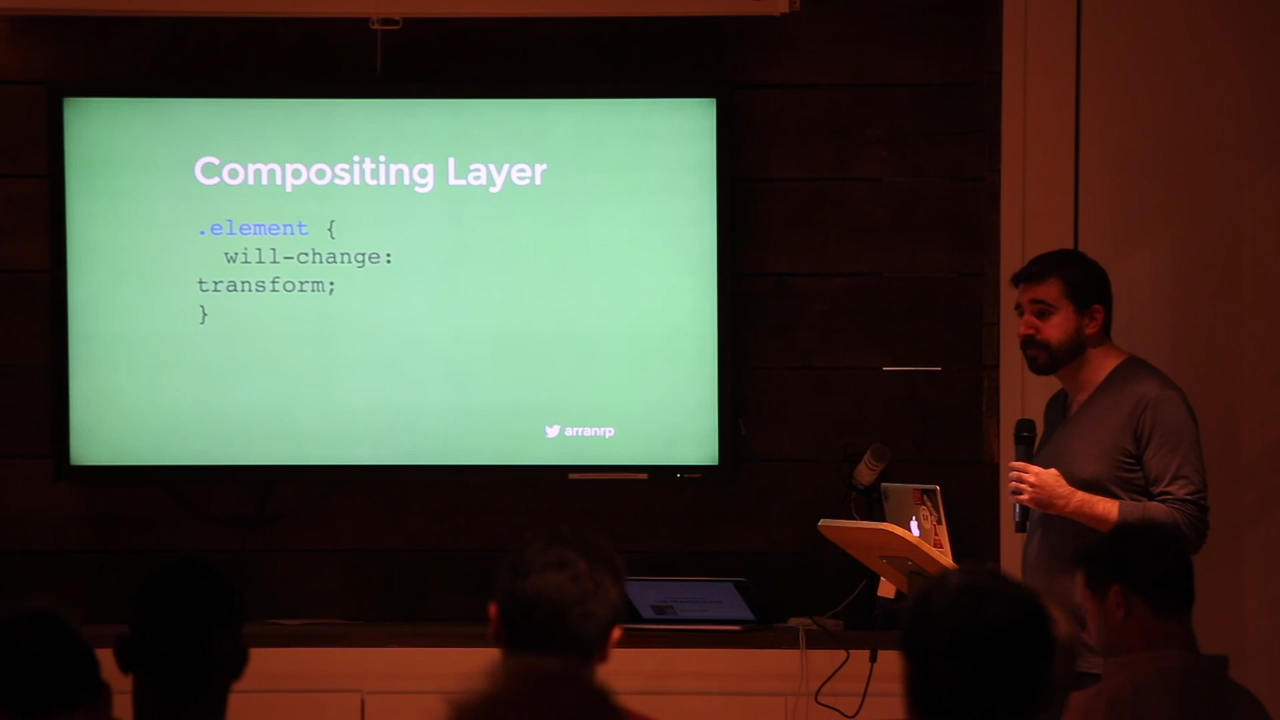 Compositing Layer
.element {
will-change:
transform;
}
arranrp